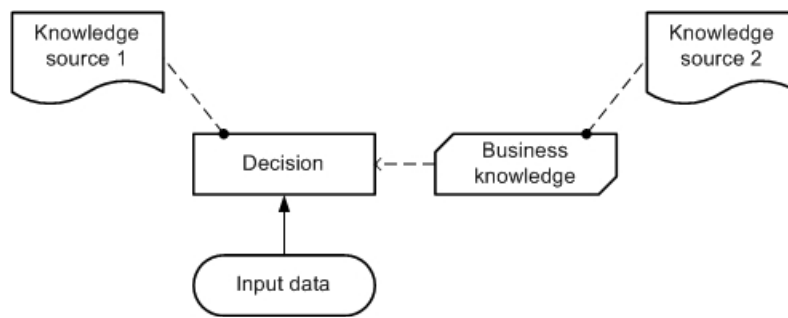 Knowledge
source 1
Knowledge
source 2
Decision
Business
knowledge
Input data